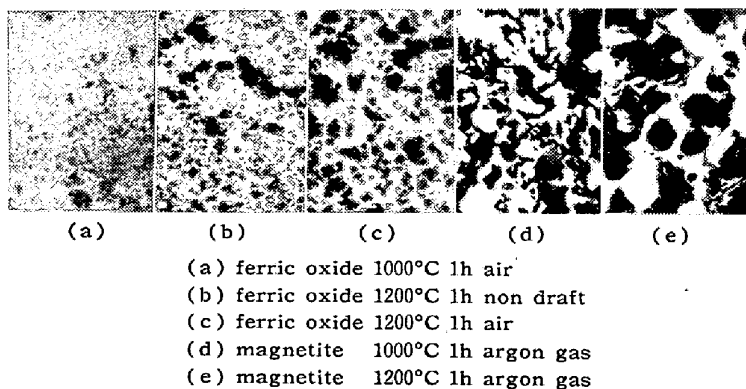 (a) (b) (c) (d) (e)
(a) ferric oxide 1000°C 1h air
(b) ferric oxide 1200°C 1h non draft
(c) ferric oxide 1200°C 1h air
(d) magnetite 1000°C 1h argon gas
(e) magnetite 1200°C 1h argon gas